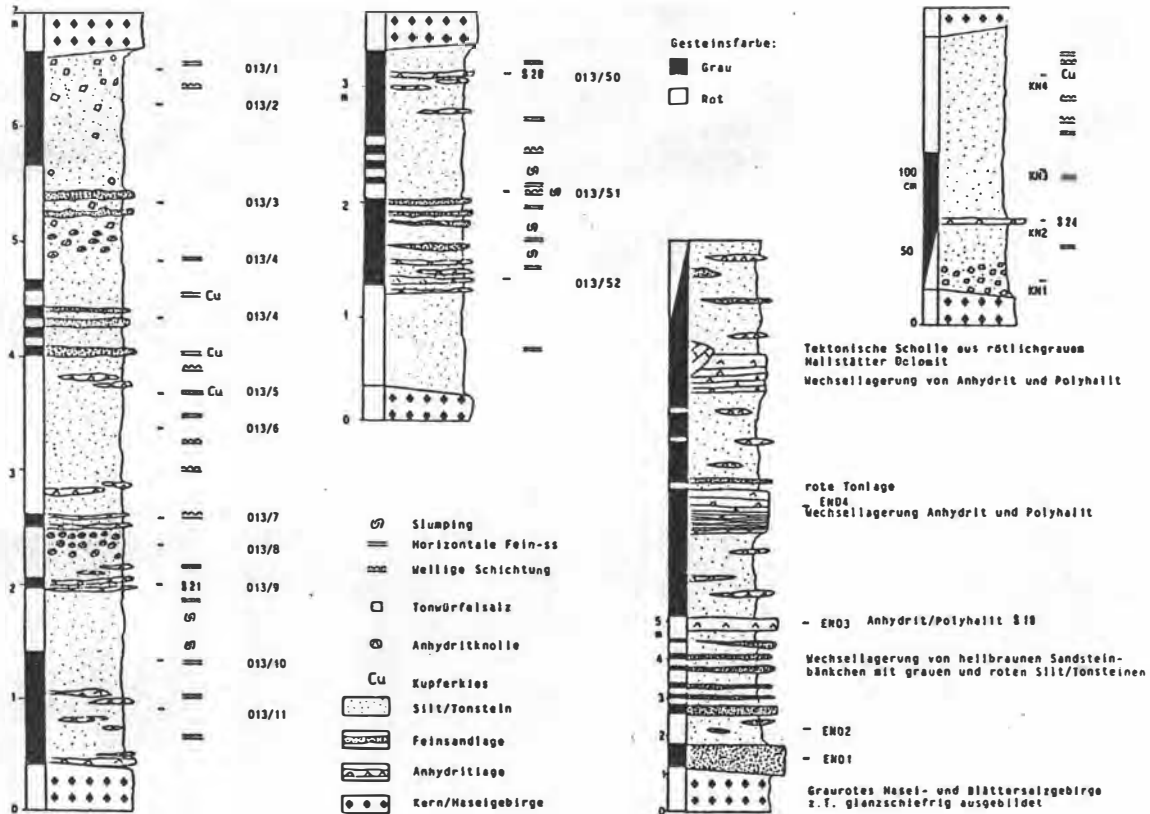 7
m
6
5
4
3
2
1
0
013/1
013/2
013/3
013/4
Cu
013/4
Cu
Cu
013/5
013/6
013/7
013/8
S21
013/9
013/10
013/11
3
m
2
1
0
S20
013/50
013/51
013/52
Gesteinsfarbe:
Grau
Rot
Slumping
Horizontale Fein-ss
Wellige Schichtung
Tonwürfelsalz
Anhydritknolle
Cu Kupferkies
Silt/Tonstein
Feinsandlage
Anhydritlage
Kern/Haselgebirge
100
cm
50
0
KN4
Cu
KN3
S24
KN2
KN1
Tektonische Scholle aus rötlichgrauem
Hallstätter Dolomit
Wechsellagerung von Anhydrit und Polyhalit
rote Tonlage
EN04
Wechsellagerung Anhydrit und Polyhalit
5
m
4
3
2
1
0
EN03 Anhydrit/Polyhalit S19
Wechsellagerung von hellbraunen Sandstein-
bänkchen mit grauen und roten Silt/Tonsteinen
EN02
EN01
Graurotes Hasel- und Blättersalzgebirge
z.T. glanzschiefrig ausgebildet